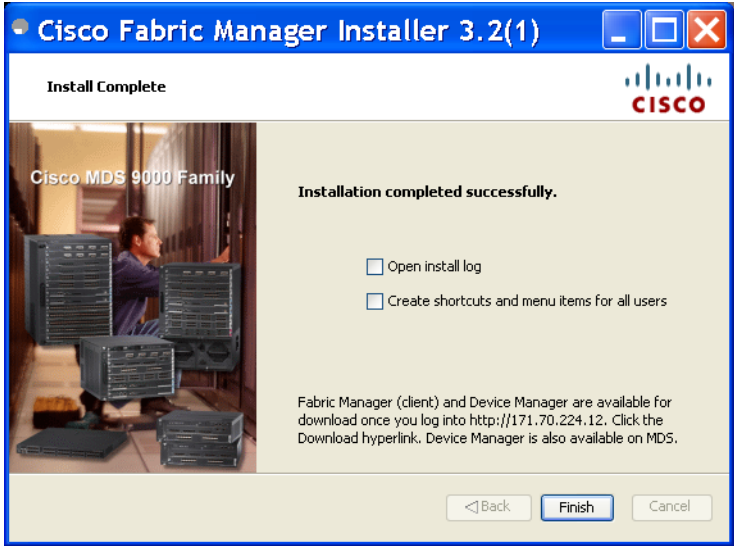 Cisco Fabric Manager Installer 3.2(1)
Install Complete
CISCO
Cisco MDS 9000 Family
Installation completed successfully.
Open install log
Create shortcuts and menu items for all users
Fabric Manager (client) and Device Manager are available for
download once you log into http://171.70.224.12. Click the
Download hyperlink. Device Manager is also available on MDS.
Back
Finish
Cancel